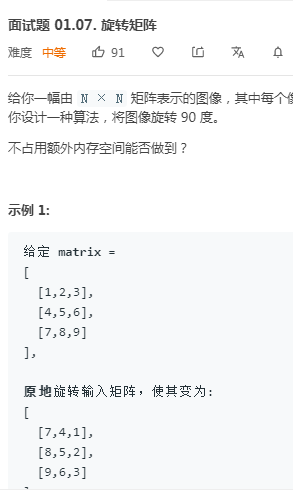 面试题 01.07. 旋转矩阵
难度 中等 91
给你一幅由 N × N 矩阵表示的图像，其中每个
你设计一种算法，将图像旋转 90 度。
不占用额外内存空间能否做到？
示例 1:
给定 matrix =
[
[1,2,3],
[4,5,6],
[7,8,9]
],
原地旋转输入矩阵，使其变为:
[
[7,4,1],
[8,5,2],
[9,6,3]